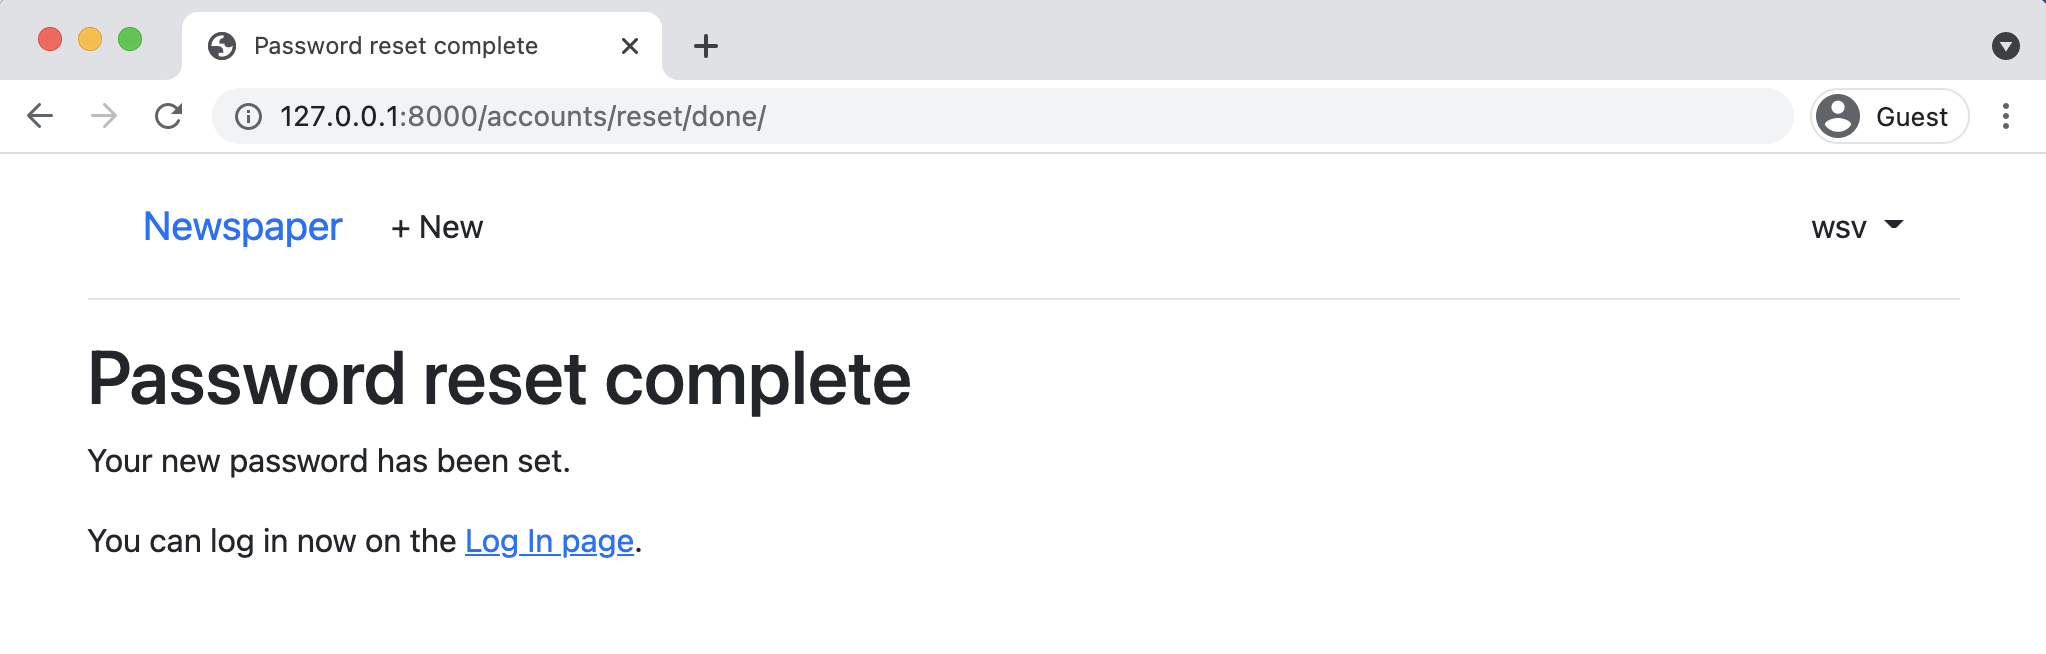 Password reset complete
127.0.0.1:8000/accounts/reset/done/
Guest
Newspaper + New wsv
Password reset complete
Your new password has been set.
You can log in now on the Log In page.